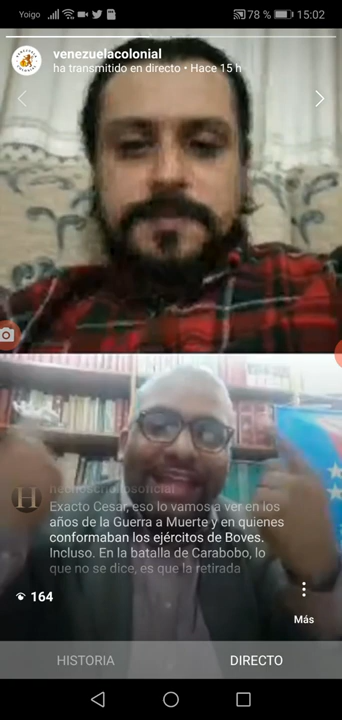 Yoigo
78 %
15:02
venezuelacolonial
ha transmitido en directo • Hace 15 h
H
hechoscriollosoficial
Exacto Cesar, eso lo vamos a ver en los
años de la Guerra a Muerte y en quienes
conformaban los ejércitos de Boves.
Incluso. En la batalla de Carabobo, lo
que no se dice, es que la retirada
164
Más
HISTORIA
DIRECTO